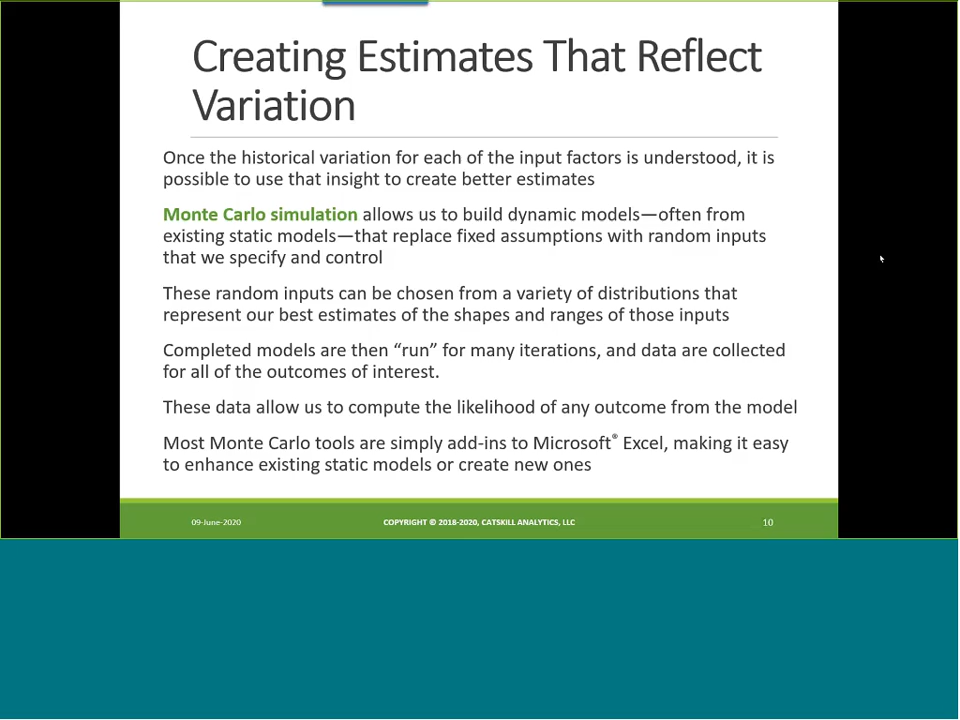 Creating Estimates That Reflect
Variation
Once the historical variation for each of the input factors is understood, it is
possible to use that insight to create better estimates
Monte Carlo simulation allows us to build dynamic models—often from
existing static models—that replace fixed assumptions with random inputs
that we specify and control
These random inputs can be chosen from a variety of distributions that
represent our best estimates of the shapes and ranges of those inputs
Completed models are then “run” for many iterations, and data are collected
for all of the outcomes of interest.
These data allow us to compute the likelihood of any outcome from the model
Most Monte Carlo tools are simply add-ins to Microsoft® Excel, making it easy
to enhance existing static models or create new ones
09-June-2020 COPYRIGHT © 2018-2020, CATSKILL ANALYTICS, LLC 10